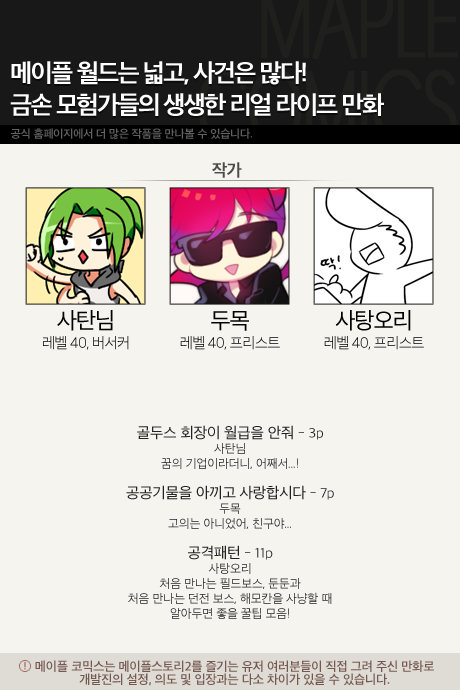 MAPLE
COMICS
메이플 월드는 넓고, 사건은 많다!
금손 모험가들의 생생한 리얼 라이프 만화
공식 홈페이지에서 더 많은 작품을 만나볼 수 있습니다.
작가
딱!
사탄님
두목
사탕오리
레벨 40, 버서커
레벨 40, 프리스트
레벨 40, 프리스트
골두스 회장이 월급을 안줘 - 3p
사탄님
꿈의 기업이라더니, 어째서...!
공공기물을 아끼고 사랑합시다 - 7p
두목
고의는 아니었어, 친구야...
공격패턴 - 11p
사탕오리
처음 만나는 필드보스, 둔둔과
처음 만나는 던전 보스, 해모칸을 사냥할 때
알아두면 좋을 꿀팁 모음!
메이플 코믹스는 메이플스토리2를 즐기는 유저 여러분들이 직접 그려 주신 만화로
개발진의 설정, 의도 및 입장과는 다소 차이가 있을 수 있습니다.